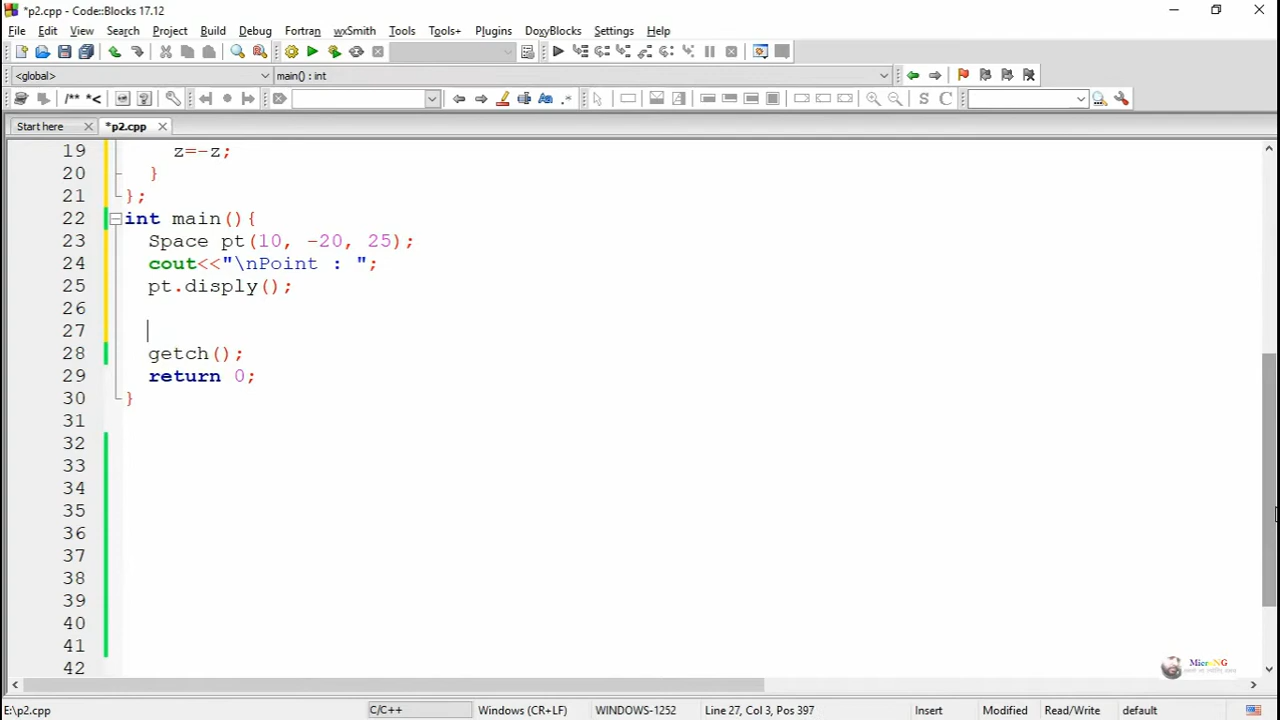 *p2.cpp - Code::Blocks 17.12
File Edit View Search Project Build Debug Fortran wxSmith Tools Tools+ Plugins DoxyBlocks Settings Help
<global> main() : int
/** *<
S C
Start here *p2.cpp
19 z=-z;
20 }
21 };
22 int main(){
23 Space pt(10, -20, 25);
24 cout<<"\nPoint : ";
25 pt.disply();
26
27
28 getch();
29 return 0;
30 }
31
32
33
34
35
36
37
38
39
40
41
42
MicroNG
E:\p2.cpp C/C++ Windows (CR+LF) WINDOWS-1252 Line 27, Col 3, Pos 397 Insert Modified Read/Write default